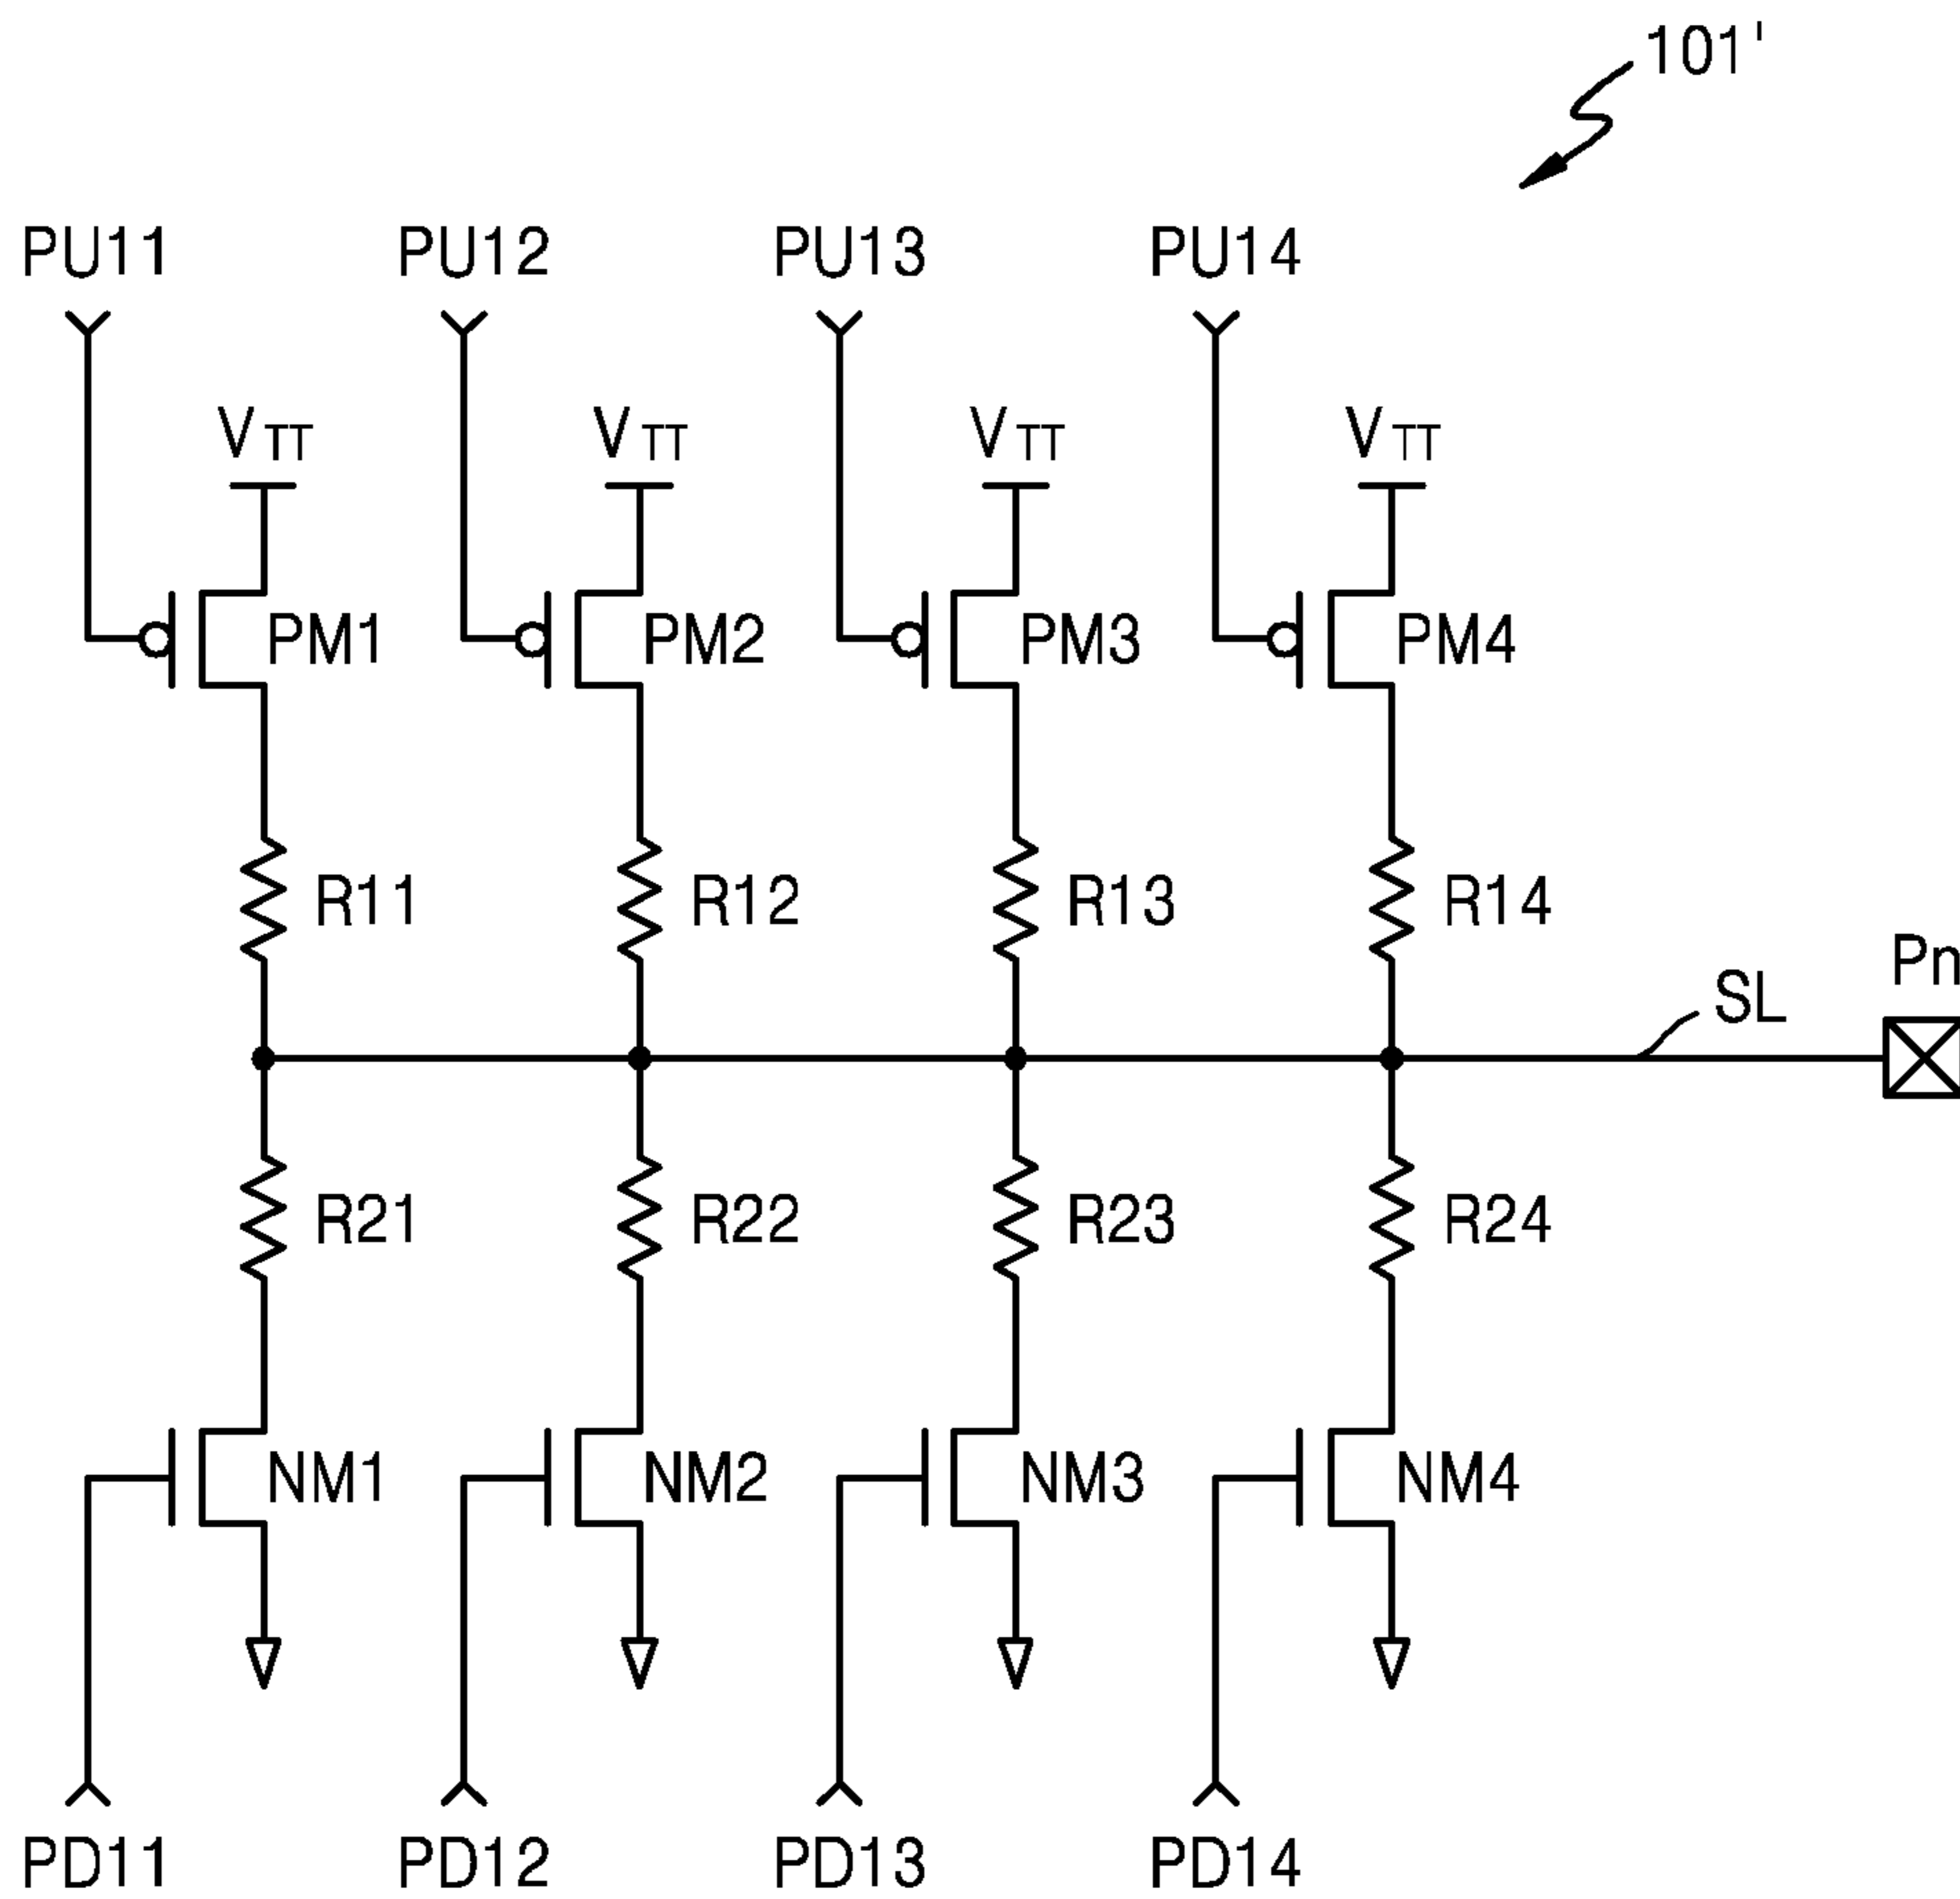 101'
PU11 PU12 PU13 PU14
VTT VTT VTT VTT
PM1 PM2 PM3 PM4
R11 R12 R13 R14
Pn
SL
R21 R22 R23 R24
NM1 NM2 NM3 NM4
PD11 PD12 PD13 PD14